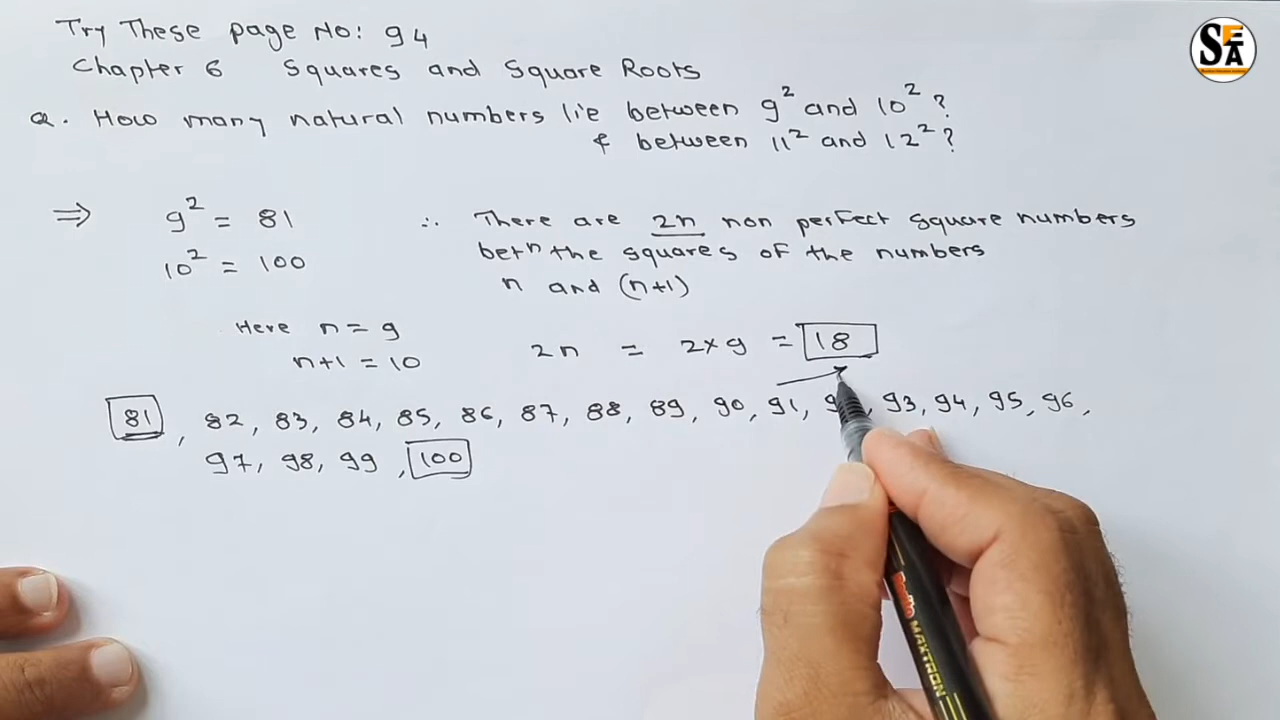 Try These page No: 94
Chapter 6 Squares and Square Roots
Q. How many natural numbers lie between 9² and 10² ?
& between 11² and 12² ?
⇒ 9² = 81
10² = 100
∴ There are 2n non perfect square numbers
betⁿ the squares of the numbers
n and (n+1)
Here n = 9
n+1 = 10
2n = 2×9 = 18
81, 82, 83, 84, 85, 86, 87, 88, 89, 90, 91, 93, 94, 95, 96,
97, 98, 99, 100
SFA
MAXTRON